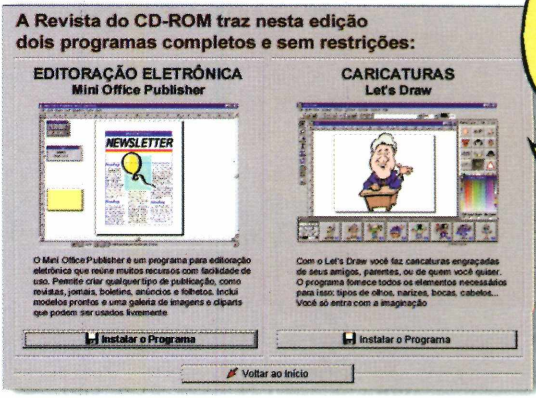 A Revista do CD-ROM traz nesta edição
dois programas completos e sem restrições:
EDITORAÇÃO ELETRÔNICA
Mini Office Publisher
NEWSLETTER
O Mini Office Publisher é um programa para editoração
eletrônica que reúne muitos recursos com facilidade de
uso. Permite criar qualquer tipo de publicação, como
revistas, jornais, boletins, anúncios e folhetos. Inclui
modelos prontos e uma galeria de imagens e cliparts
que podem ser usados livremente
Instalar o Programa
CARICATURAS
Let's Draw
Com o Let's Draw você faz caricaturas engraçadas
de seus amigos, parentes, ou de quem você quiser.
O programa fornece todos os elementos necessários
para isso: tipos de olhos, narizes, bocas, cabelos...
Você só entra com a imaginação
Instalar o Programa
Voltar ao Início